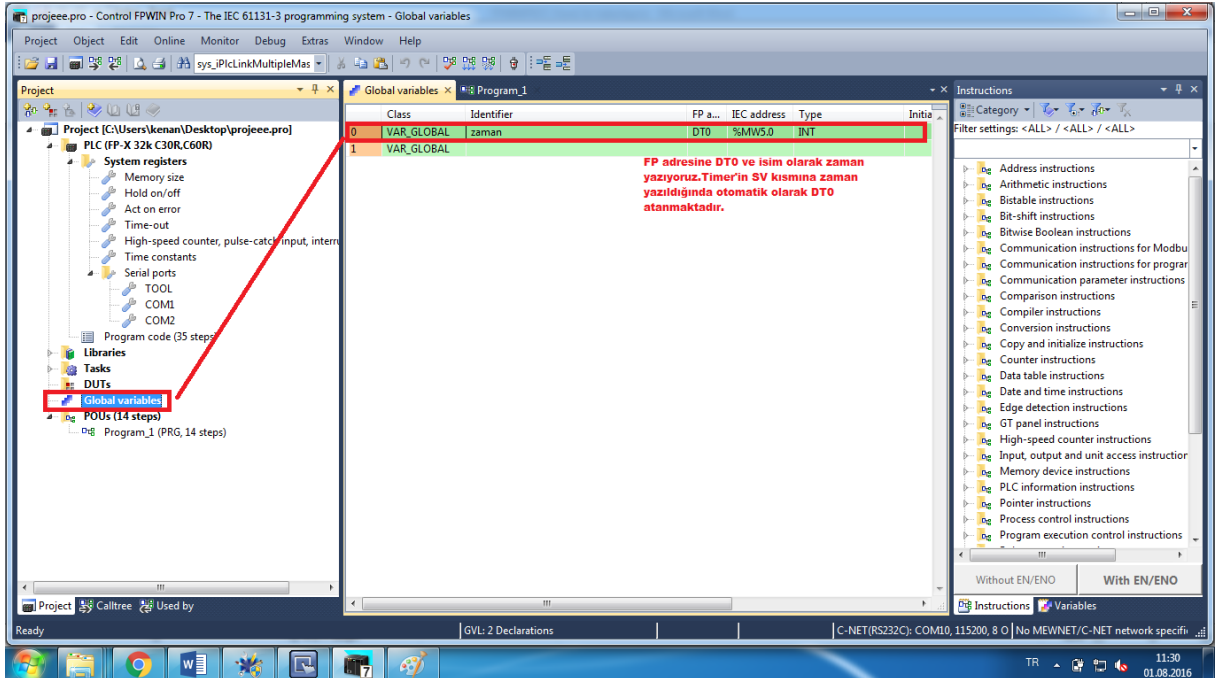 projeee.pro - Control FPWIN Pro 7 - The IEC 61131-3 programming system - Global variables
Project Object Edit Online Monitor Debug Extras Window Help
sys_iPlcLinkMultipleMas
Project
Project [C:\Users\kenan\Desktop\projeee.pro]
PLC (FP-X 32k C30R,C60R)
System registers
Memory size
Hold on/off
Act on error
Time-out
High-speed counter, pulse-catch input, interru
Time constants
Serial ports
TOOL
COM1
COM2
Program code (35 steps)
Libraries
Tasks
DUTs
Global variables
POUs (14 steps)
Program_1 (PRG, 14 steps)
Project Calltree Used by
Global variables Program_1
Class Identifier FP a... IEC address Type Initia
0 VAR_GLOBAL zaman DT0 %MW5.0 INT
1 VAR_GLOBAL
FP adresine DT0 ve isim olarak zaman
yazıyoruz.Timer'in SV kısmına zaman
yazıldığında otomatik olarak DT0
atanmaktadır.
Instructions
Category
Filter settings: <ALL> / <ALL> / <ALL>
Address instructions
Arithmetic instructions
Bistable instructions
Bit-shift instructions
Bitwise Boolean instructions
Communication instructions for Modbu
Communication instructions for progran
Communication parameter instructions
Comparison instructions
Compiler instructions
Conversion instructions
Copy and initialize instructions
Counter instructions
Data table instructions
Date and time instructions
Edge detection instructions
GT panel instructions
High-speed counter instructions
Input, output and unit access instruction
Memory device instructions
PLC information instructions
Pointer instructions
Process control instructions
Program execution control instructions
Without EN/ENO With EN/ENO
Instructions Variables
Ready GVL: 2 Declarations C-NET(RS232C): COM10, 115200, 8 O No MEWNET/C-NET network specifi
TR 11:30
01.08.2016